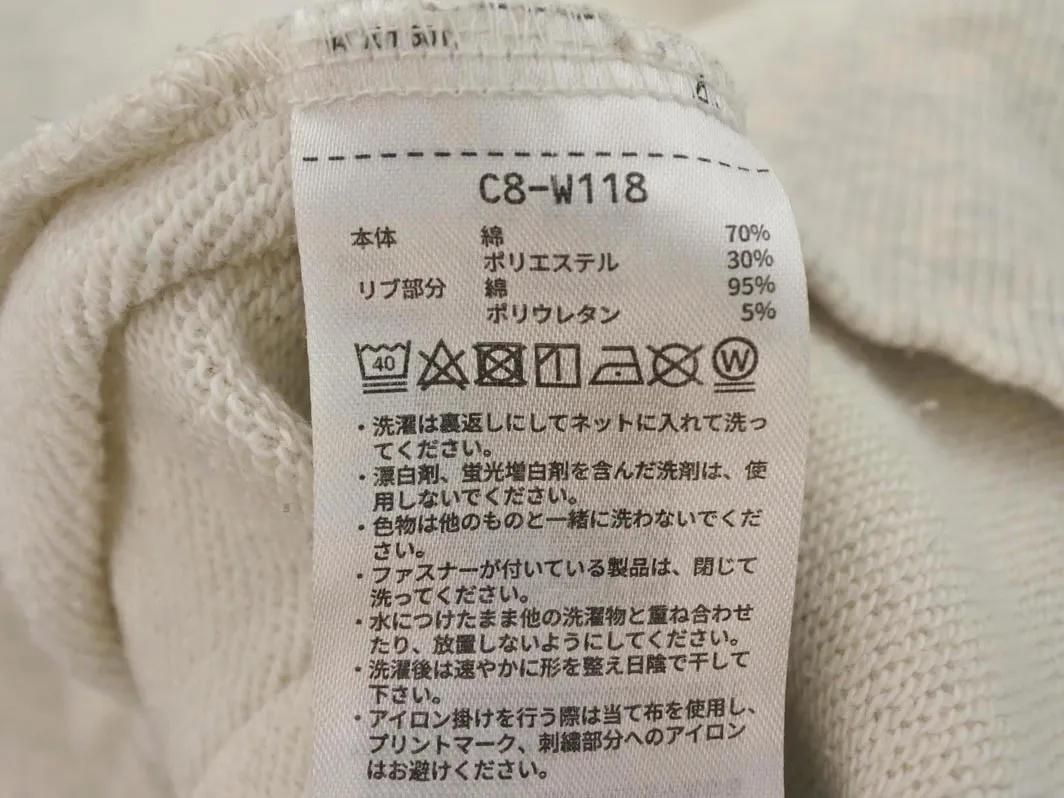 C8-W118
本体 綿 70%
ポリエステル 30%
リブ部分 綿 95%
ポリウレタン 5%
40 W
・洗濯は裏返しにしてネットに入れて洗っ
てください。
・漂白剤、蛍光増白剤を含んだ洗剤は、使
用しないでください。
・色物は他のものと一緒に洗わないでくだ
さい。
・ファスナーが付いている製品は、閉じて
洗ってください。
・水につけたまま他の洗濯物と重ね合わせ
たり、放置しないようにしてください。
・洗濯後は速やかに形を整え日陰で干して
下さい。
・アイロン掛けを行う際は当て布を使用し、
プリントマーク、刺繍部分へのアイロン
はお避けください。